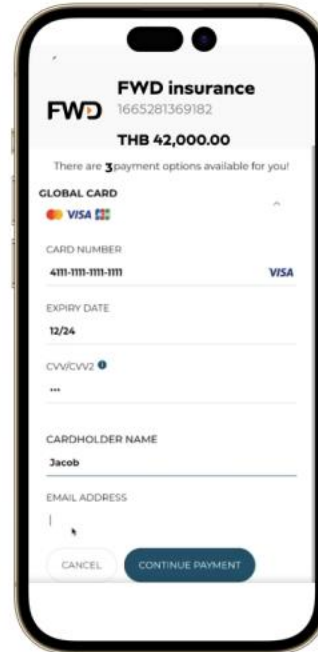 FWD insurance
FWD
1665281369182
THB 42,000.00
There are 3 payment options available for you!
GLOBAL CARD
VISA JCB
CARD NUMBER
4111-1111-1111-1111 VISA
EXPIRY DATE
12/24
CVV/CVV2 i
•••
CARDHOLDER NAME
Jacob
EMAIL ADDRESS
CANCEL CONTINUE PAYMENT